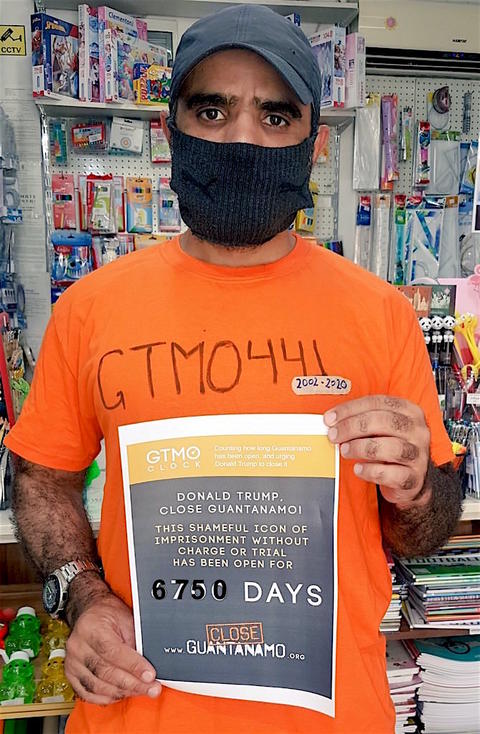 CCTV
GTMO441
2002-2020
GTMO
CLOCK
Counting how long Guantanamo
has been open, and urging
Donald Trump to close it
DONALD TRUMP,
CLOSE GUANTANAMO!
THIS SHAMEFUL ICON OF
IMPRISONMENT WITHOUT
CHARGE OR TRIAL
HAS BEEN OPEN FOR
6750 DAYS
CLOSE
www.GUANTANAMO.ORG